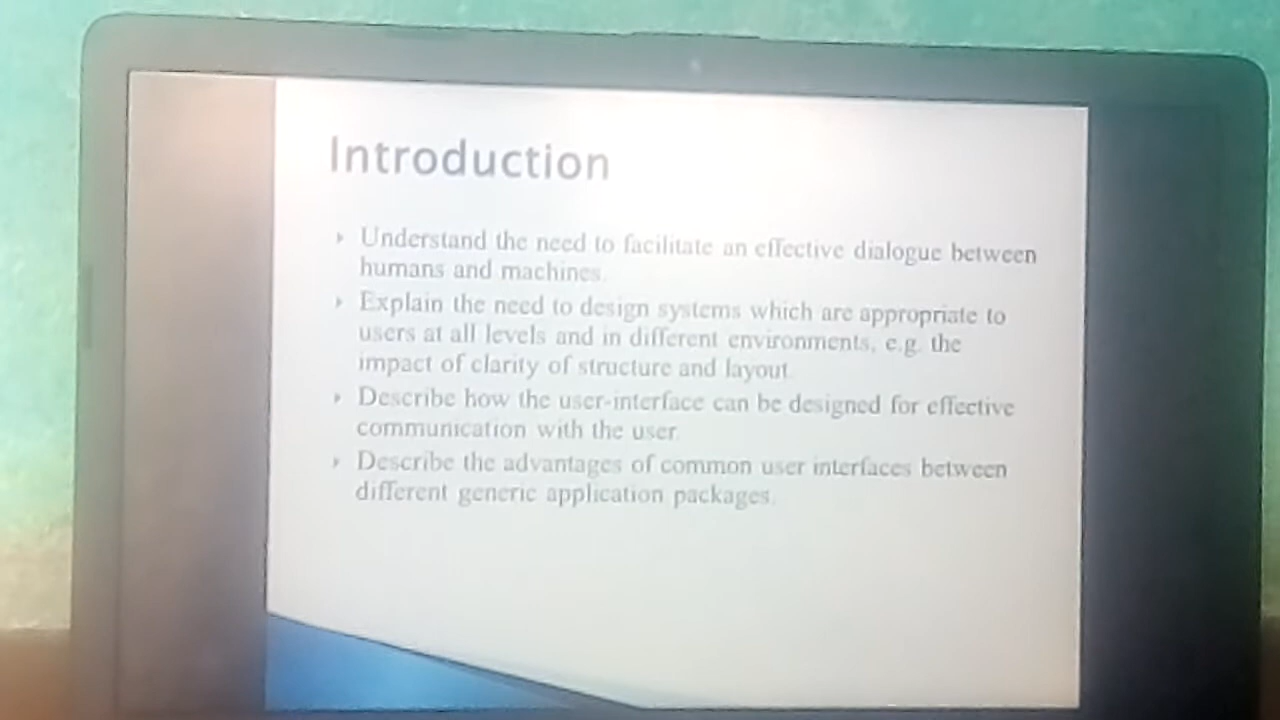 Introduction
Understand the need to facilitate an effective dialogue between
humans and machines.
Explain the need to design systems which are appropriate to
users at all levels and in different environments, e.g. the
impact of clarity of structure and layout.
Describe how the user-interface can be designed for effective
communication with the user.
Describe the advantages of common user interfaces between
different generic application packages.